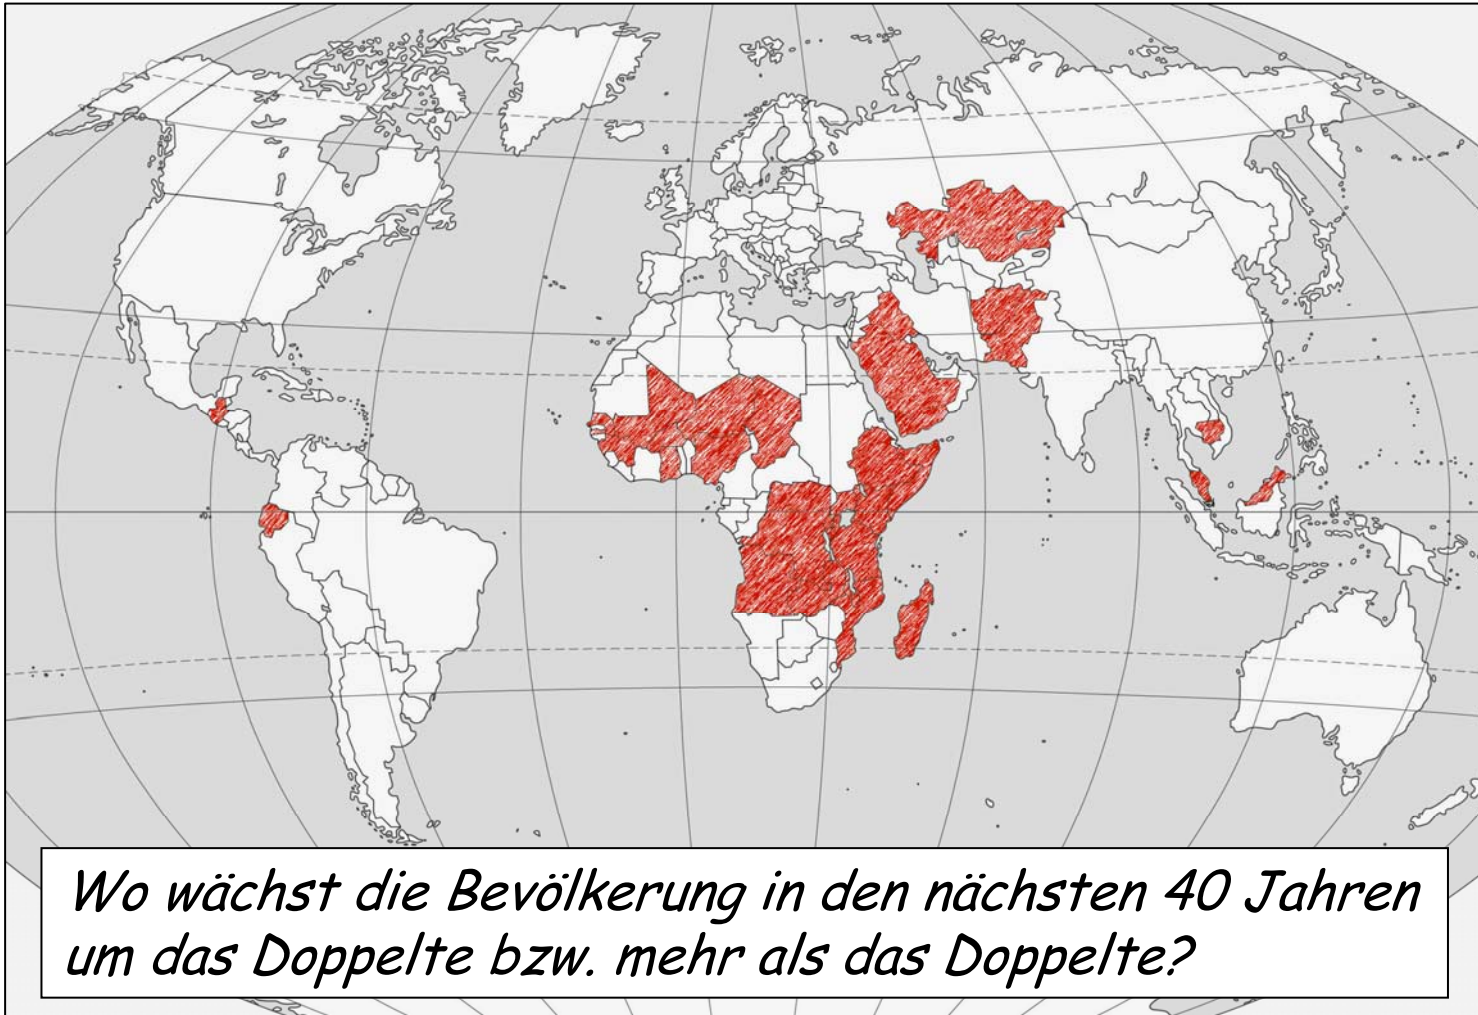 Wo wächst die Bevölkerung in den nächsten 40 Jahren
um das Doppelte bzw. mehr als das Doppelte?